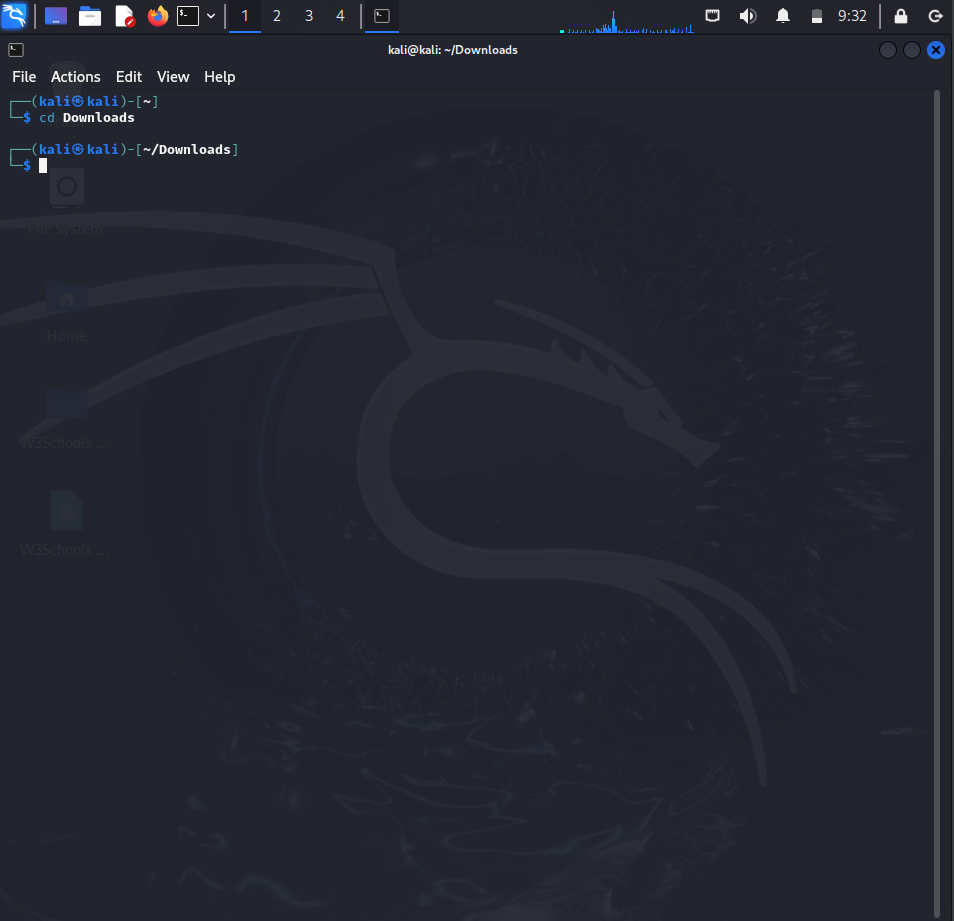 1 2 3 4 9:32
kali@kali: ~/Downloads
File Actions Edit View Help
┌──(kali㉿kali)-[~]
└─$ cd Downloads
┌──(kali㉿kali)-[~/Downloads]
└─$
File System
Home
W3Schools ...
W3Schools ...